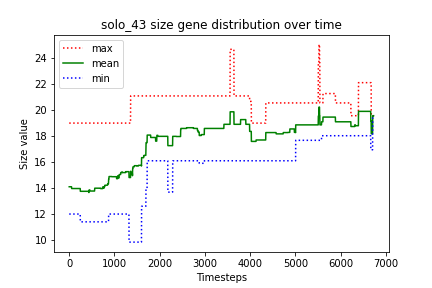 solo_43 size gene distribution over time
max
mean
min
Size value
24
22
20
18
16
14
12
10
0 1000 2000 3000 4000 5000 6000 7000
Timesteps